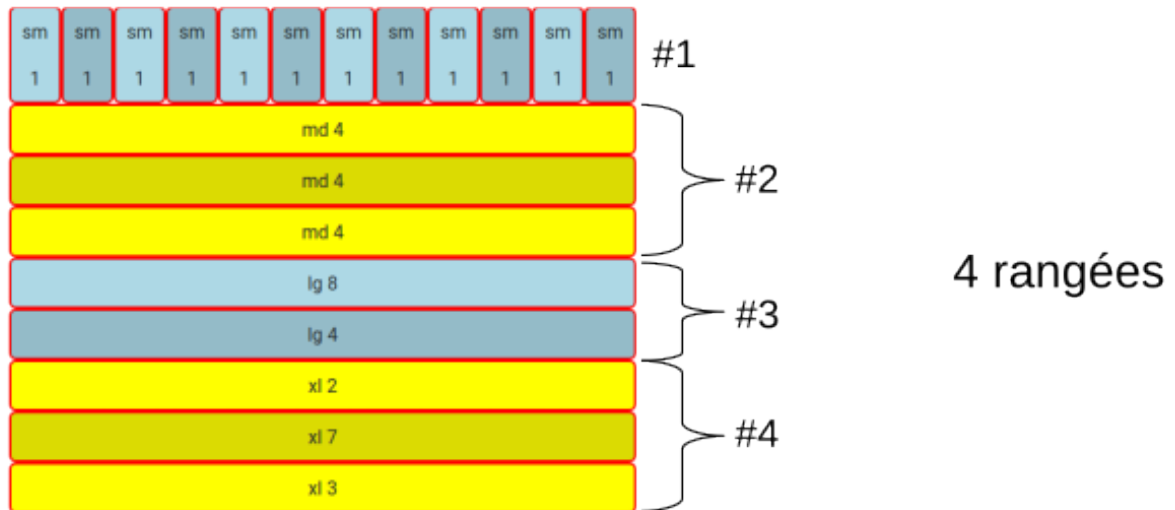 sm sm sm sm sm sm sm sm sm sm sm sm
1 1 1 1 1 1 1 1 1 1 1 1
#1
md 4
md 4
#2
md 4
lg 8
#3
lg 4
xl 2
xl 7
#4
xl 3
4 rangées